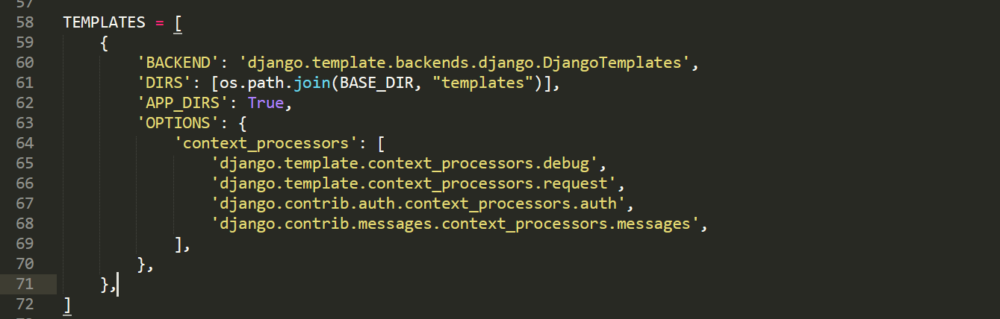 57
58 TEMPLATES = [
59     {
60         'BACKEND': 'django.template.backends.django.DjangoTemplates',
61         'DIRS': [os.path.join(BASE_DIR, "templates")],
62         'APP_DIRS': True,
63         'OPTIONS': {
64             'context_processors': [
65                 'django.template.context_processors.debug',
66                 'django.template.context_processors.request',
67                 'django.contrib.auth.context_processors.auth',
68                 'django.contrib.messages.context_processors.messages',
69             ],
70         },
71     },
72 ]